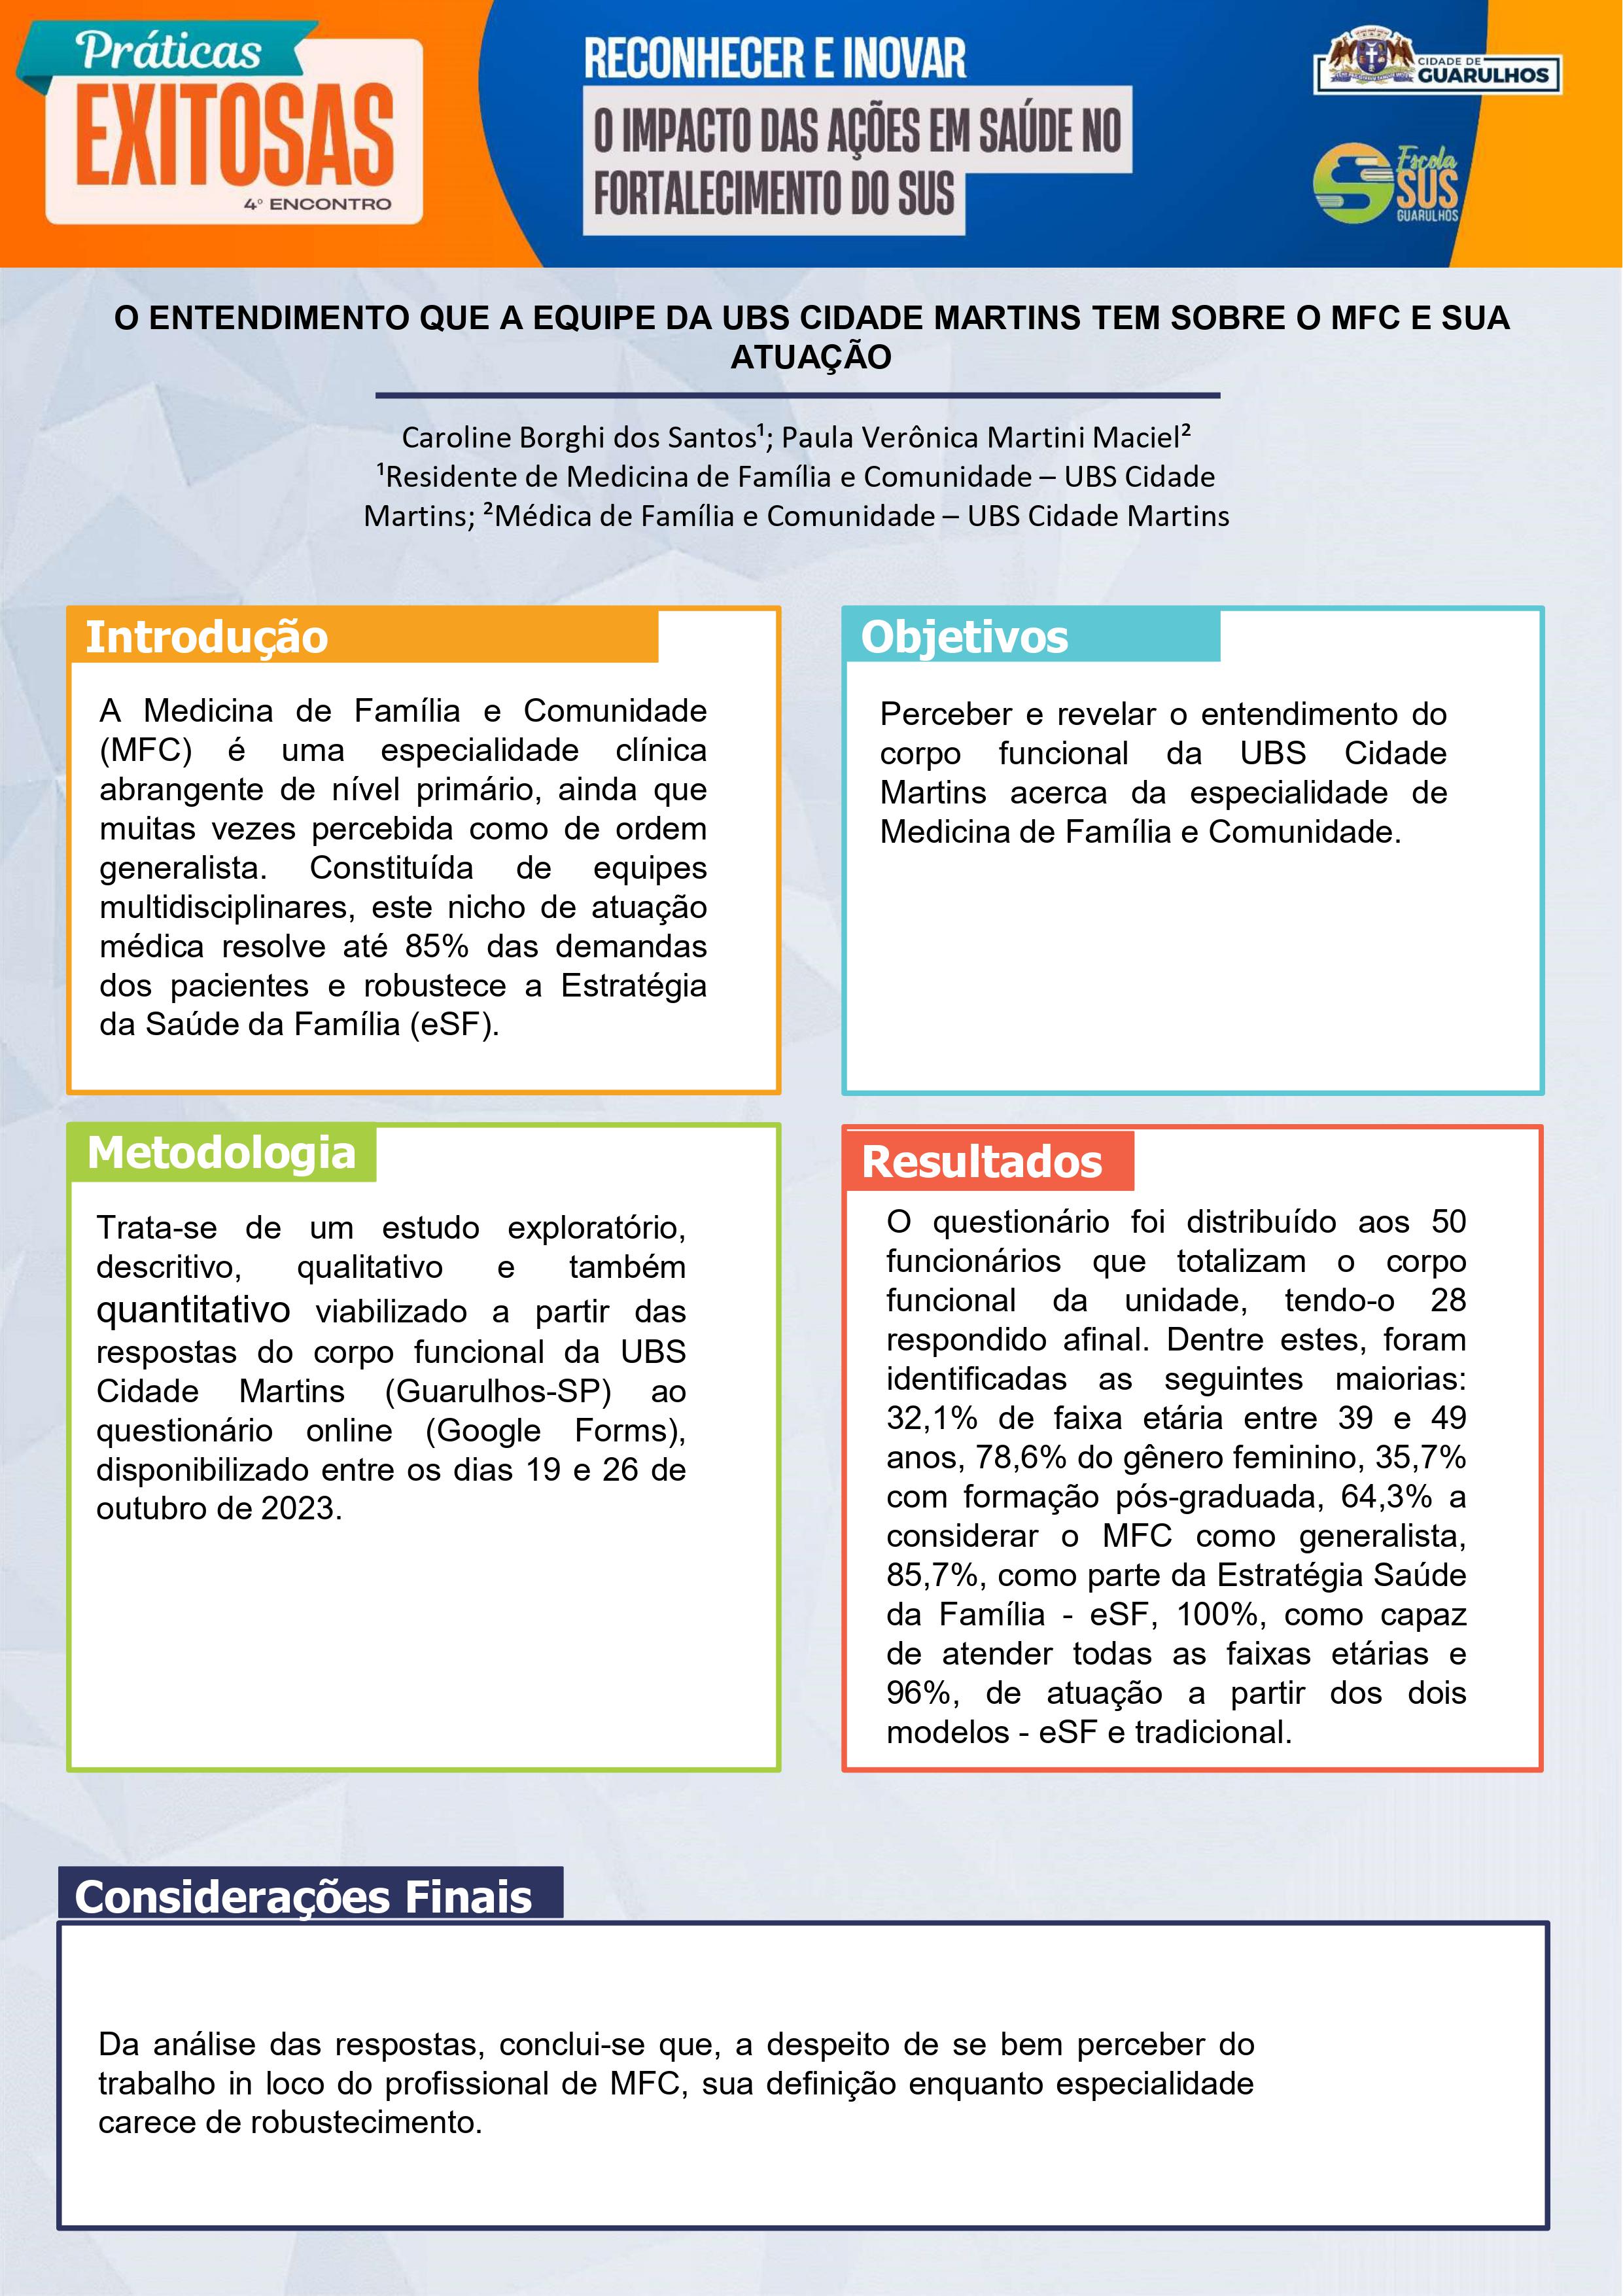 Práticas
EXITOSAS
4º ENCONTRO
RECONHECER E INOVAR
O IMPACTO DAS AÇÕES EM SAÚDE NO
FORTALECIMENTO DO SUS
CIDADE DE
GUARULHOS
Escola
SUS
GUARULHOS
O ENTENDIMENTO QUE A EQUIPE DA UBS CIDADE MARTINS TEM SOBRE O MFC E SUA
ATUAÇÃO
Caroline Borghi dos Santos¹; Paula Verônica Martini Maciel²
¹Residente de Medicina de Família e Comunidade – UBS Cidade
Martins; ²Médica de Família e Comunidade – UBS Cidade Martins
Introdução
A Medicina de Família e Comunidade
(MFC) é uma especialidade clínica
abrangente de nível primário, ainda que
muitas vezes percebida como de ordem
generalista. Constituída de equipes
multidisciplinares, este nicho de atuação
médica resolve até 85% das demandas
dos pacientes e robustece a Estratégia
da Saúde da Família (eSF).
Objetivos
Perceber e revelar o entendimento do
corpo funcional da UBS Cidade
Martins acerca da especialidade de
Medicina de Família e Comunidade.
Metodologia
Trata-se de um estudo exploratório,
descritivo, qualitativo e também
quantitativo viabilizado a partir das
respostas do corpo funcional da UBS
Cidade Martins (Guarulhos-SP) ao
questionário online (Google Forms),
disponibilizado entre os dias 19 e 26 de
outubro de 2023.
Resultados
O questionário foi distribuído aos 50
funcionários que totalizam o corpo
funcional da unidade, tendo-o 28
respondido afinal. Dentre estes, foram
identificadas as seguintes maiorias:
32,1% de faixa etária entre 39 e 49
anos, 78,6% do gênero feminino, 35,7%
com formação pós-graduada, 64,3% a
considerar o MFC como generalista,
85,7%, como parte da Estratégia Saúde
da Família - eSF, 100%, como capaz
de atender todas as faixas etárias e
96%, de atuação a partir dos dois
modelos - eSF e tradicional.
Considerações Finais
Da análise das respostas, conclui-se que, a despeito de se bem perceber do
trabalho in loco do profissional de MFC, sua definição enquanto especialidade
carece de robustecimento.